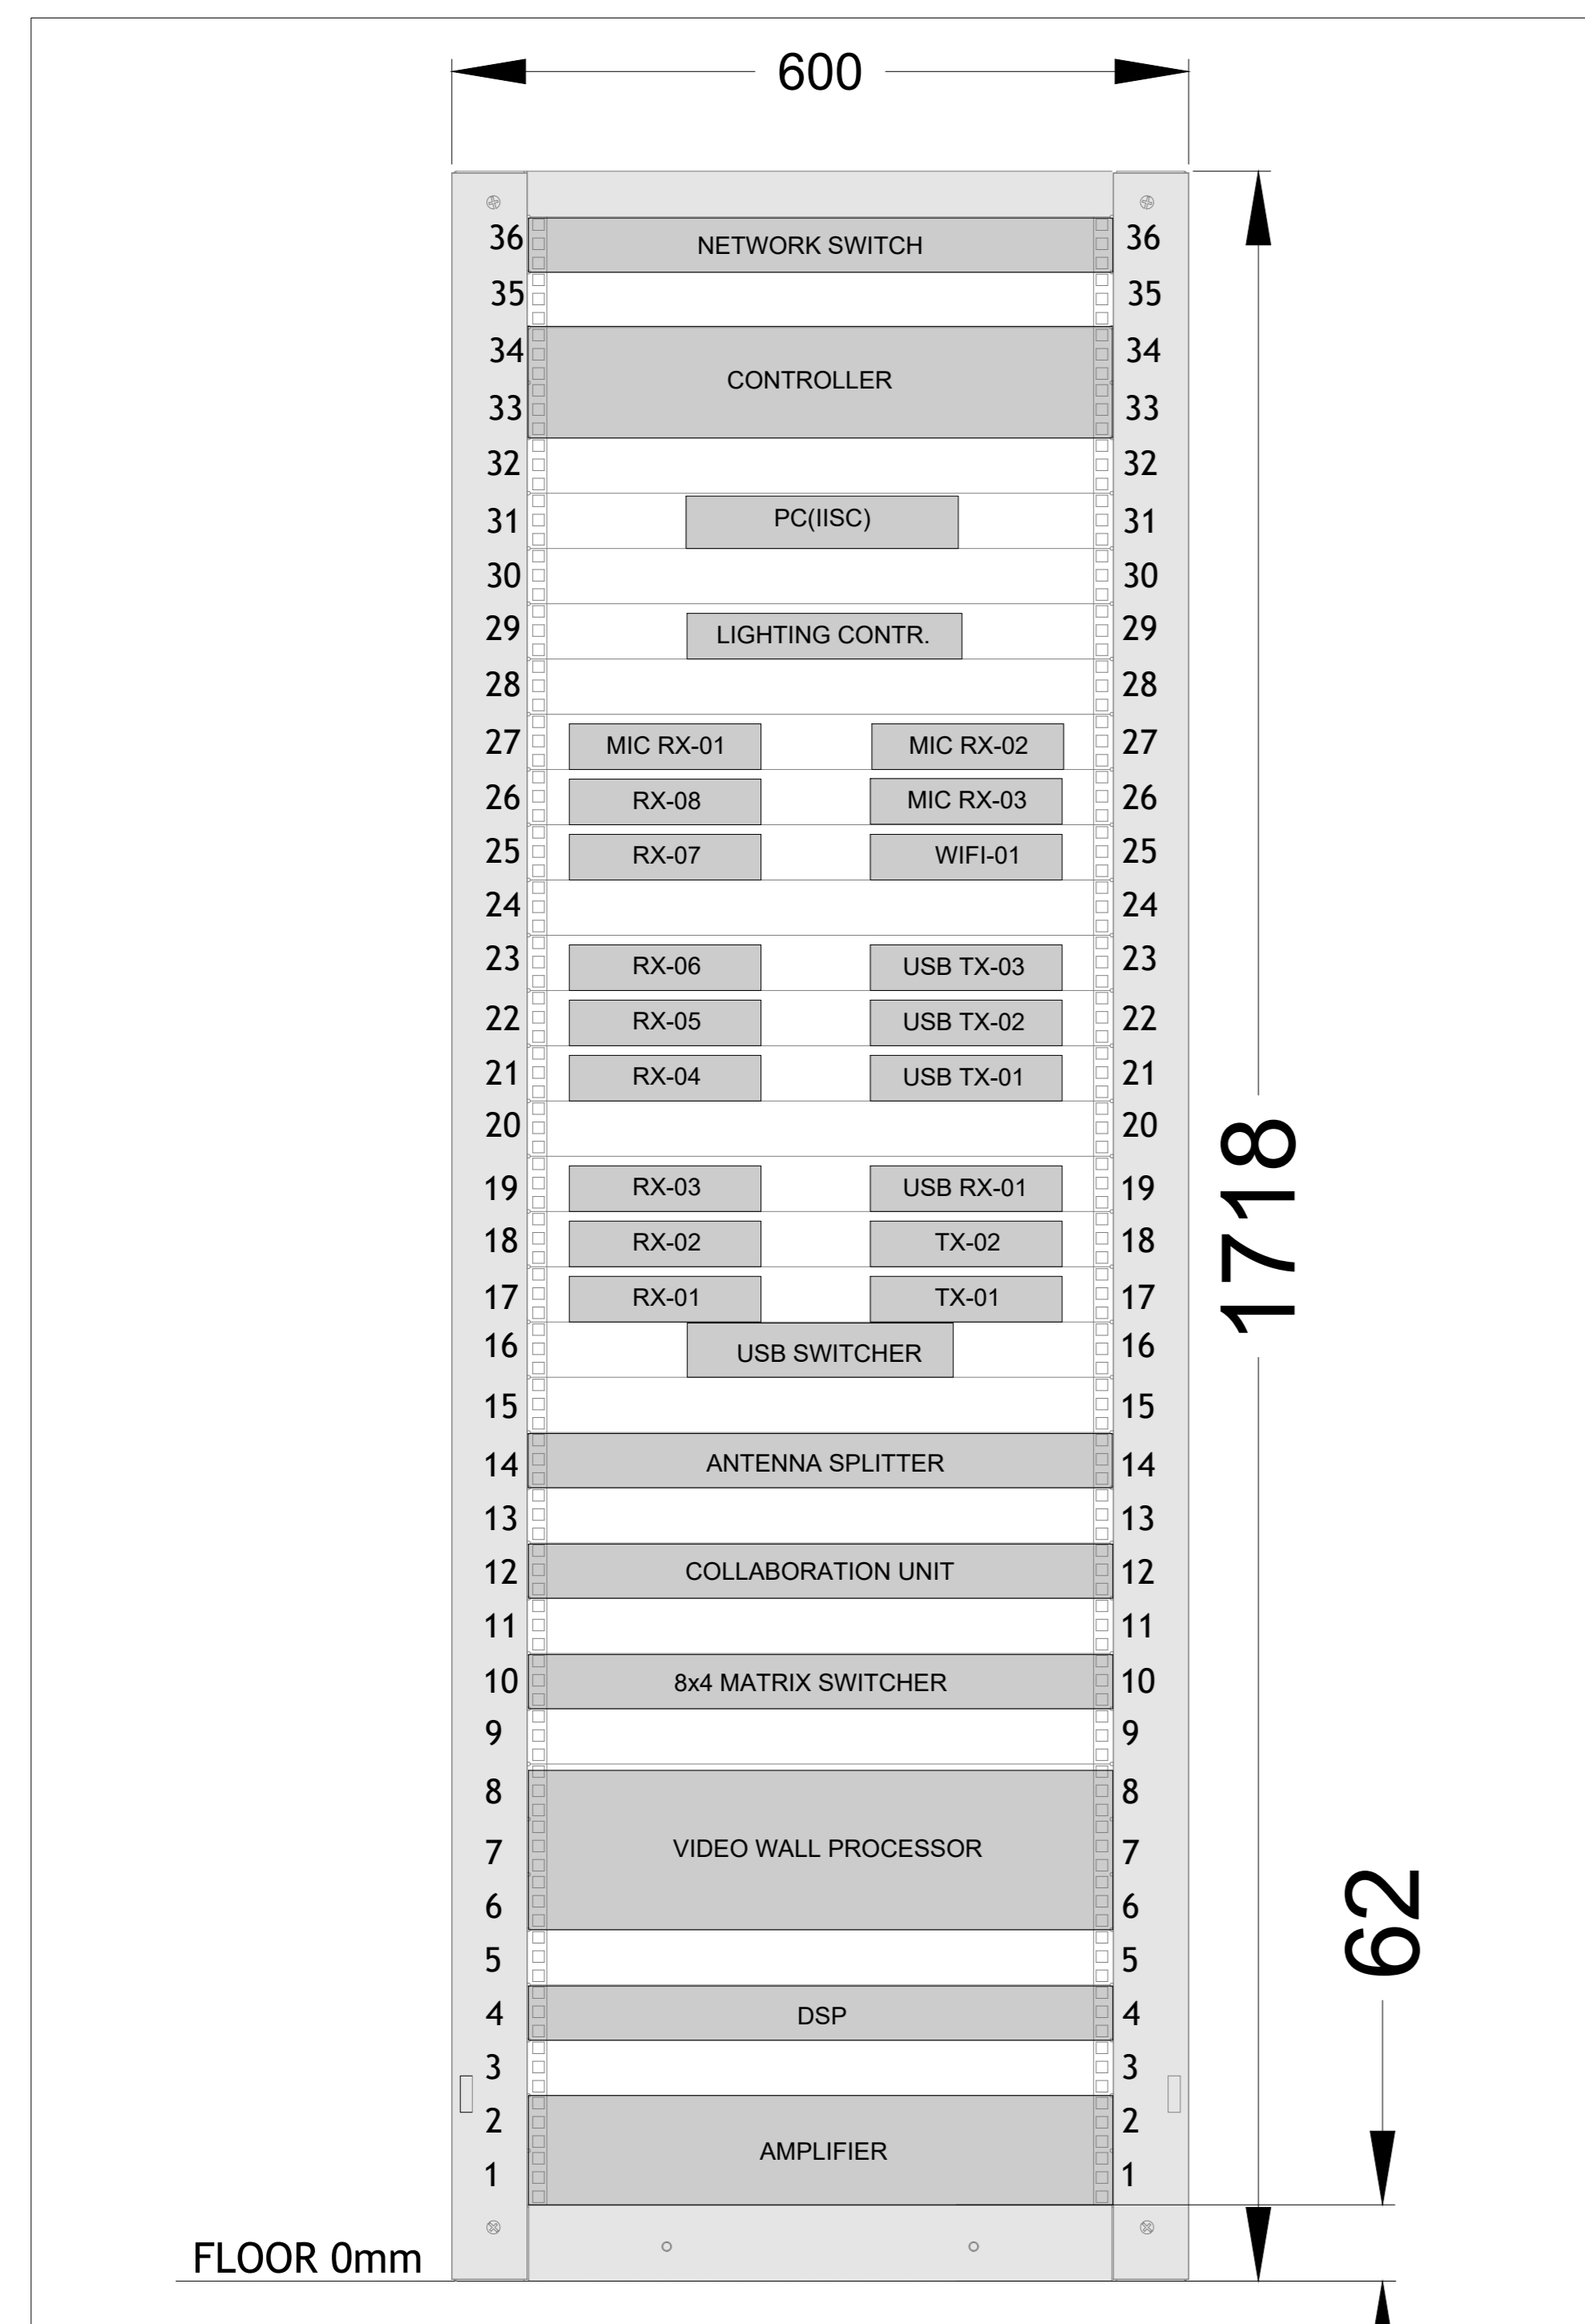 600
36 NETWORK SWITCH 36
35 35
34 34
CONTROLLER
33 33
32 32
31 PC(IISC) 31
30 30
29 LIGHTING CONTR. 29
28 28
27 MIC RX-01 MIC RX-02 27
26 RX-08 MIC RX-03 26
25 RX-07 WIFI-01 25
24 24
23 RX-06 USB TX-03 23
22 RX-05 USB TX-02 22
21 RX-04 USB TX-01 21
20 20
19 RX-03 USB RX-01 19
18 RX-02 TX-02 18
17 RX-01 TX-01 17
1718
16 USB SWITCHER 16
15 15
14 ANTENNA SPLITTER 14
13 13
12 COLLABORATION UNIT 12
11 11
10 8x4 MATRIX SWITCHER 10
9 9
8 8
7 VIDEO WALL PROCESSOR 7
6 6
62
5 5
4 DSP 4
3 3
2 2
AMPLIFIER
1 1
FLOOR 0mm